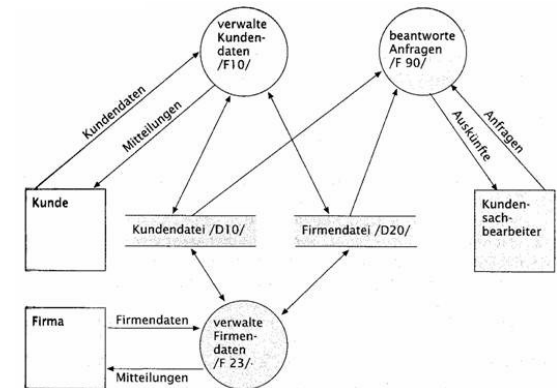 verwalte
Kunden-
daten
/F10/
beantworte
Anfragen
/F 90/
Kundendaten
Mitteilungen
Auskünfte
Anfragen
Kunde
Kundendatei /D10/
Firmendatei /D20/
Kunden-
sach-
bearbeiter
Firma
Firmendaten
Mitteilungen
verwalte
Firmen-
daten
/F 23/